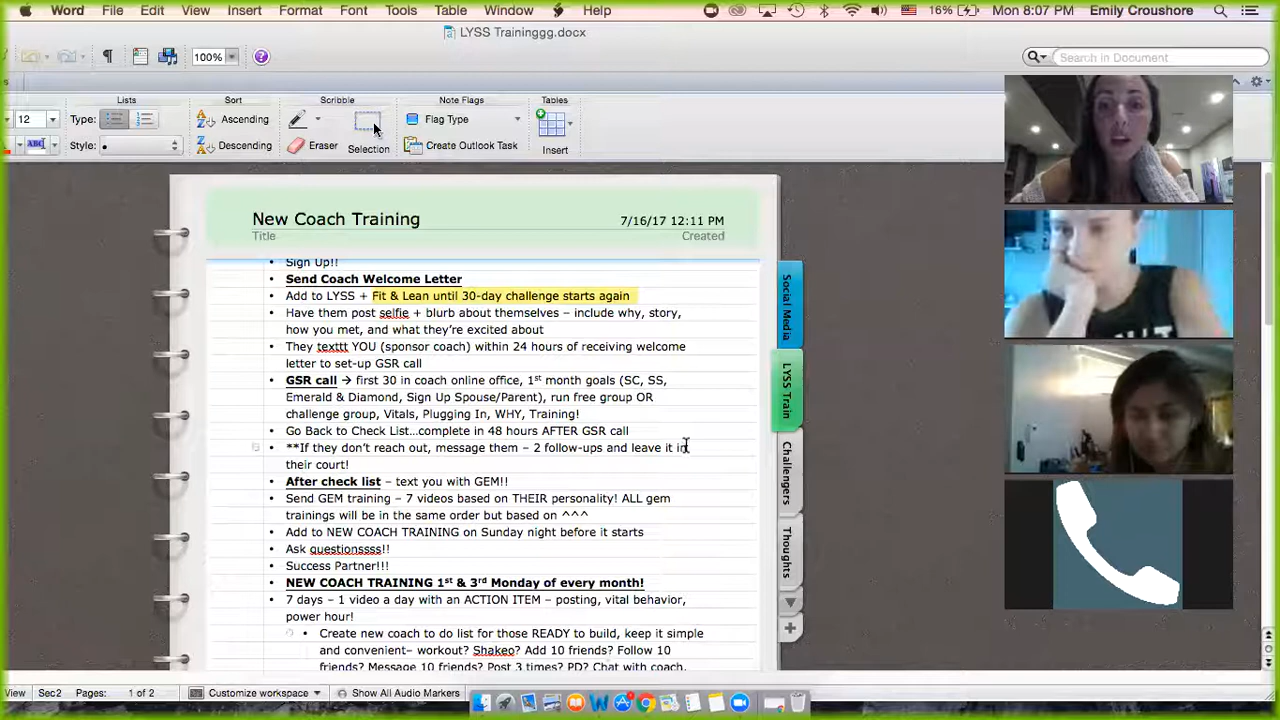 Word File Edit View Insert Format Font Tools Table Window Help 16% Mon 8:07 PM Emily Croushore
LYSS Traininggg.docx
100% Search in Document
Lists Sort Scribble Note Flags Tables
12 Type: Ascending Flag Type
ABC Style: Descending Eraser Selection Create Outlook Task Insert
New Coach Training 7/16/17 12:11 PM
Title Created
• Sign Up!!
• Send Coach Welcome Letter
• Add to LYSS + Fit & Lean until 30-day challenge starts again
• Have them post selfie + blurb about themselves – include why, story,
how you met, and what they're excited about
• They texttt YOU (sponsor coach) within 24 hours of receiving welcome
letter to set-up GSR call
• GSR call → first 30 in coach online office, 1st month goals (SC, SS,
Emerald & Diamond, Sign Up Spouse/Parent), run free group OR
challenge group, Vitals, Plugging In, WHY, Training!
• Go Back to Check List...complete in 48 hours AFTER GSR call
• **If they don't reach out, message them – 2 follow-ups and leave it in
their court!
• After check list – text you with GEM!!
• Send GEM training – 7 videos based on THEIR personality! ALL gem
trainings will be in the same order but based on ^^^
• Add to NEW COACH TRAINING on Sunday night before it starts
• Ask questionssss!!
• Success Partner!!!
• NEW COACH TRAINING 1st & 3rd Monday of every month!
• 7 days – 1 video a day with an ACTION ITEM – posting, vital behavior,
power hour!
• Create new coach to do list for those READY to build, keep it simple
and convenient– workout? Shakeo? Add 10 friends? Follow 10
friends? Message 10 friends? Post 3 times? PD? Chat with coach.
Social Media
LYSS Train
Challengers
Thoughts
View Sec2 Pages: 1 of 2 Customize workspace Show All Audio Markers